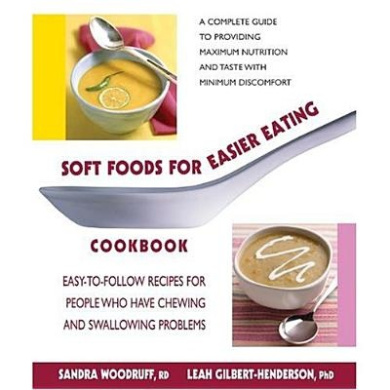 A COMPLETE GUIDE
TO PROVIDING
MAXIMUM NUTRITION
AND TASTE WITH
MINIMUM DISCOMFORT
SOFT FOODS FOR EASIER EATING
COOKBOOK
EASY-TO-FOLLOW RECIPES FOR
PEOPLE WHO HAVE CHEWING
AND SWALLOWING PROBLEMS
SANDRA WOODRUFF, RD LEAH GILBERT-HENDERSON, PhD